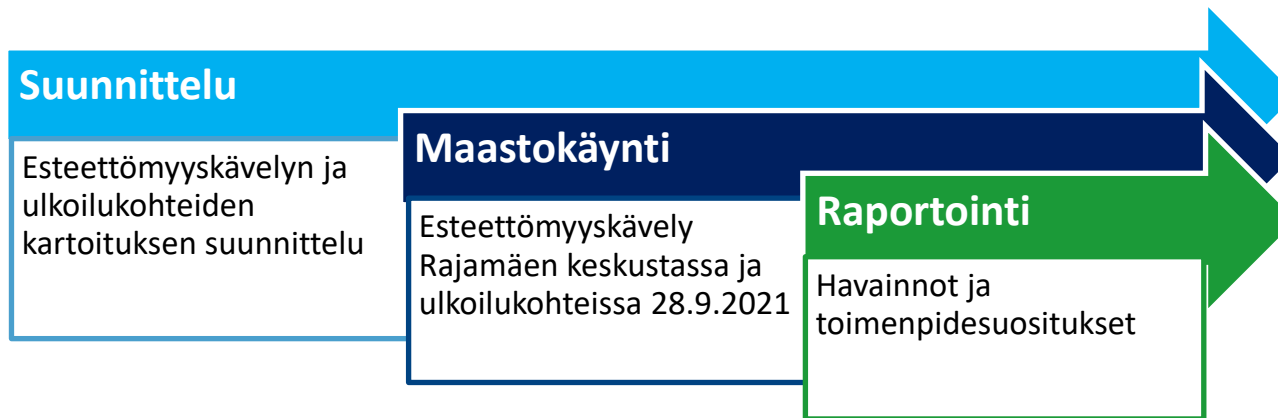 Suunnittelu
Esteettömyyskävelyn ja
ulkoilukohteiden
kartoituksen suunnittelu
Maastokäynti
Esteettömyyskävely
Rajamäen keskustassa ja
ulkoilukohteissa 28.9.2021
Raportointi
Havainnot ja
toimenpidesuositukset